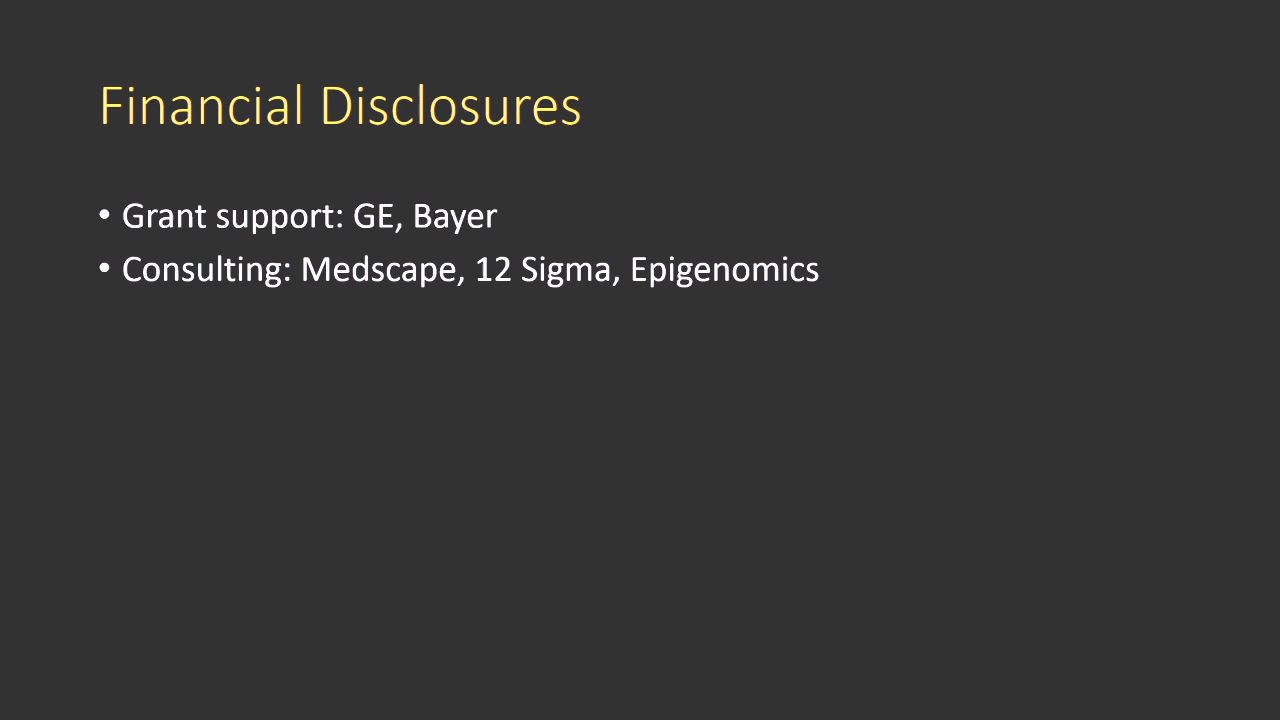 Financial Disclosures
• Grant support: GE, Bayer
• Consulting: Medscape, 12 Sigma, Epigenomics